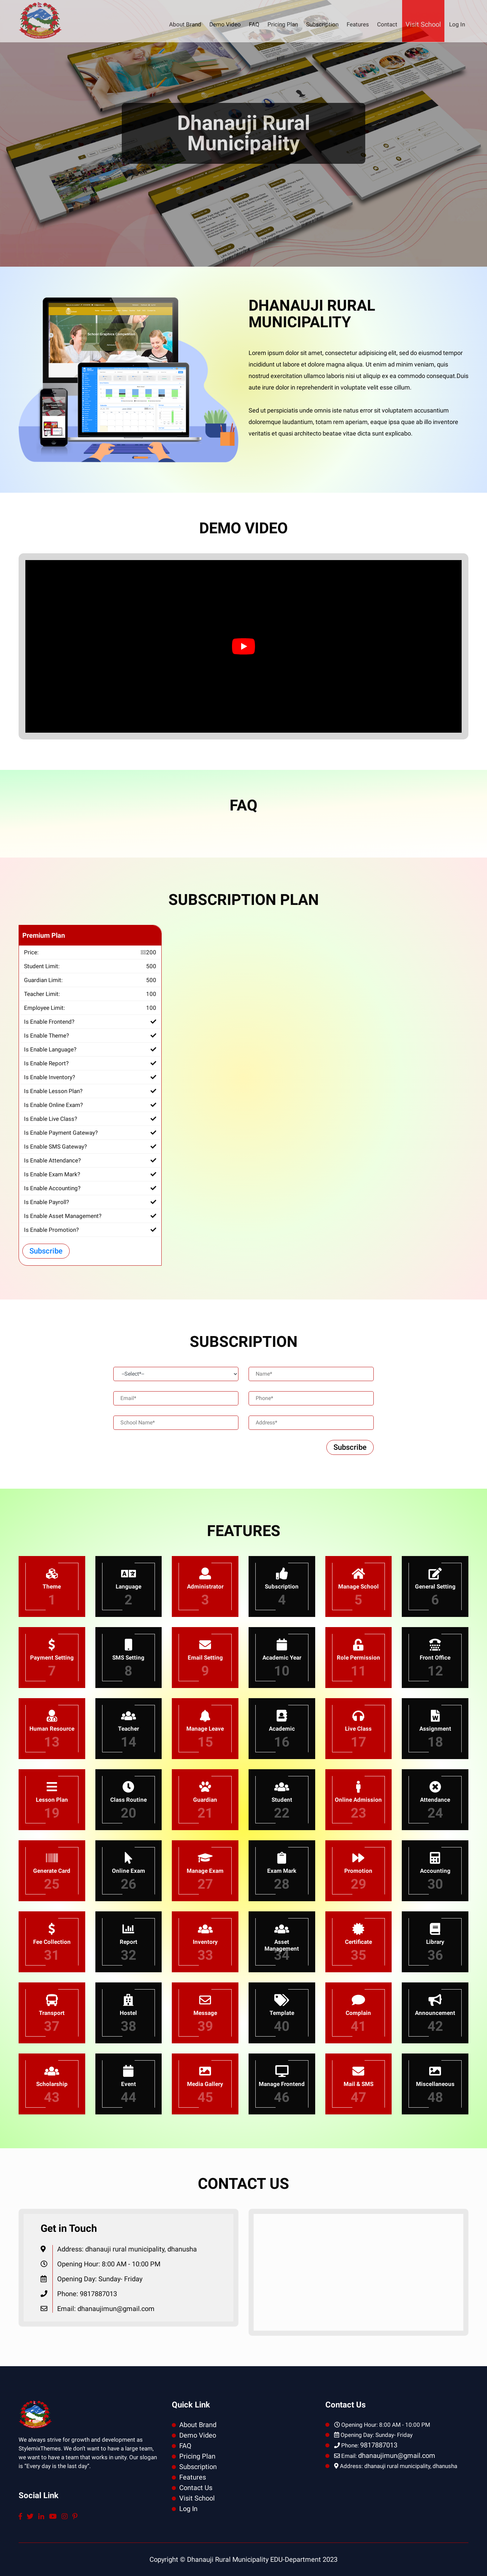 About Brand
Demo Video
FAQ
Pricing Plan
Subscription
Features
Contact
Visit School
Log In
Dhanauji Rural
Municipality
DHANAUJI RURAL
MUNICIPALITY
Lorem ipsum dolor sit amet, consectetur adipisicing elit, sed do eiusmod tempor
incididunt ut labore et dolore magna aliqua. Ut enim ad minim veniam, quis
nostrud exercitation ullamco laboris nisi ut aliquip ex ea commodo consequat.Duis
aute irure dolor in reprehenderit in voluptate velit esse cillum.
Sed ut perspiciatis unde omnis iste natus error sit voluptatem accusantium
doloremque laudantium, totam rem aperiam, eaque ipsa quae ab illo inventore
veritatis et quasi architecto beatae vitae dicta sunt explicabo.
DEMO VIDEO
FAQ
SUBSCRIPTION PLAN
Premium Plan
Price: 200
Student Limit: 500
Guardian Limit: 500
Teacher Limit: 100
Employee Limit: 100
Is Enable Frontend?
Is Enable Theme?
Is Enable Language?
Is Enable Report?
Is Enable Inventory?
Is Enable Lesson Plan?
Is Enable Online Exam?
Is Enable Live Class?
Is Enable Payment Gateway?
Is Enable SMS Gateway?
Is Enable Attendance?
Is Enable Exam Mark?
Is Enable Accounting?
Is Enable Payroll?
Is Enable Asset Management?
Is Enable Promotion?
Subscribe
SUBSCRIPTION
--Select*--
Name*
Email*
Phone*
School Name*
Address*
Subscribe
FEATURES
Theme
1
Language
2
Administrator
3
Subscription
4
Manage School
5
General Setting
6
Payment Setting
7
SMS Setting
8
Email Setting
9
Academic Year
10
Role Permission
11
Front Office
12
Human Resource
13
Teacher
14
Manage Leave
15
Academic
16
Live Class
17
Assignment
18
Lesson Plan
19
Class Routine
20
Guardian
21
Student
22
Online Admission
23
Attendance
24
Generate Card
25
Online Exam
26
Manage Exam
27
Exam Mark
28
Promotion
29
Accounting
30
Fee Collection
31
Report
32
Inventory
33
Asset
Management
34
Certificate
35
Library
36
Transport
37
Hostel
38
Message
39
Template
40
Complain
41
Announcement
42
Scholarship
43
Event
44
Media Gallery
45
Manage Frontend
46
Mail & SMS
47
Miscellaneous
48
CONTACT US
Get in Touch
Address: dhanauji rural municipality, dhanusha
Opening Hour: 8:00 AM - 10:00 PM
Opening Day: Sunday- Friday
Phone: 9817887013
Email: dhanaujimun@gmail.com
We always strive for growth and development as
StylemixThemes. We don't want to have a large team,
we want to have a team that works in unity. Our slogan
is "Every day is the last day".
Social Link
Quick Link
About Brand
Demo Video
FAQ
Pricing Plan
Subscription
Features
Contact Us
Visit School
Log In
Contact Us
Opening Hour: 8:00 AM - 10:00 PM
Opening Day: Sunday- Friday
Phone: 9817887013
Email: dhanaujimun@gmail.com
Address: dhanauji rural municipality, dhanusha
Copyright © Dhanauji Rural Municipality EDU-Department 2023